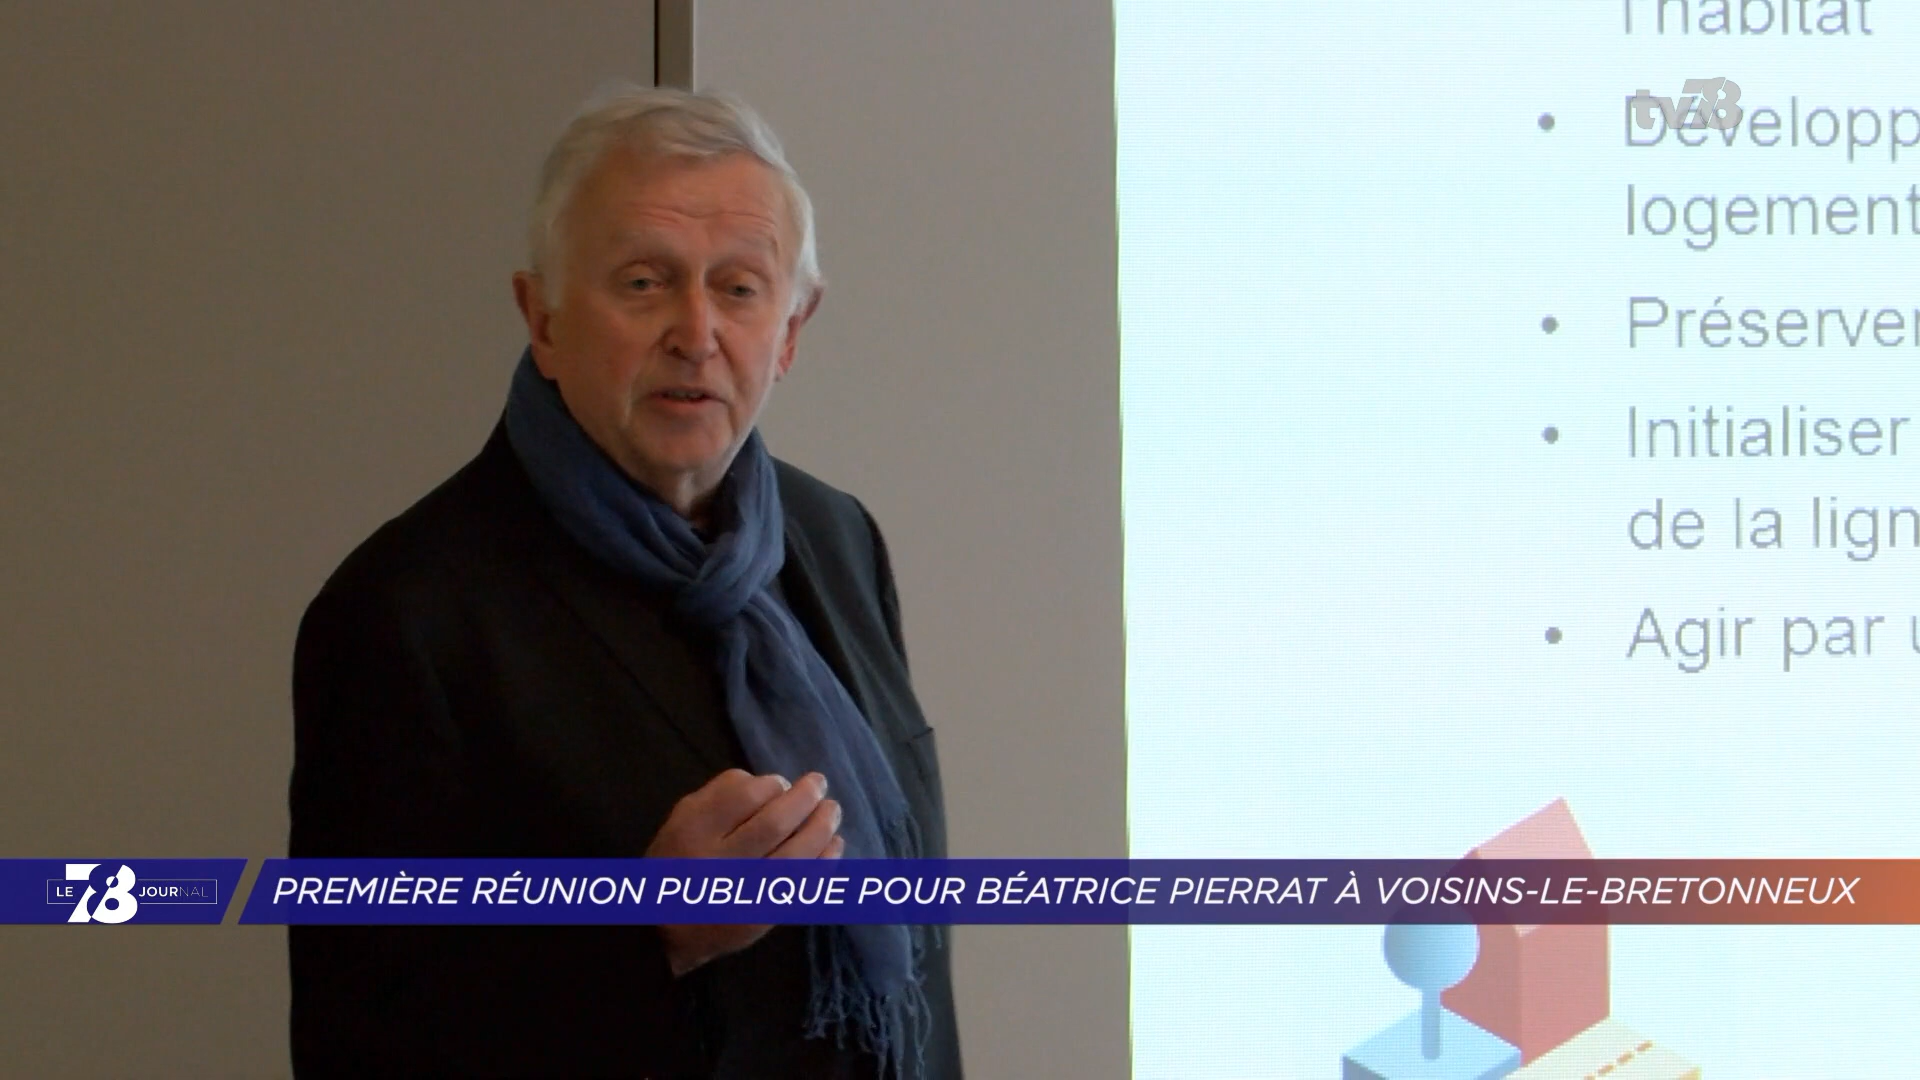 l'habitat
tv78
• Dévelop
logement
• Préserver
• Initialiser
de la lign
• Agir par
LE 78 JOURNAL
PREMIÈRE RÉUNION PUBLIQUE POUR BÉATRICE PIERRAT À VOISINS-LE-BRETONNEUX